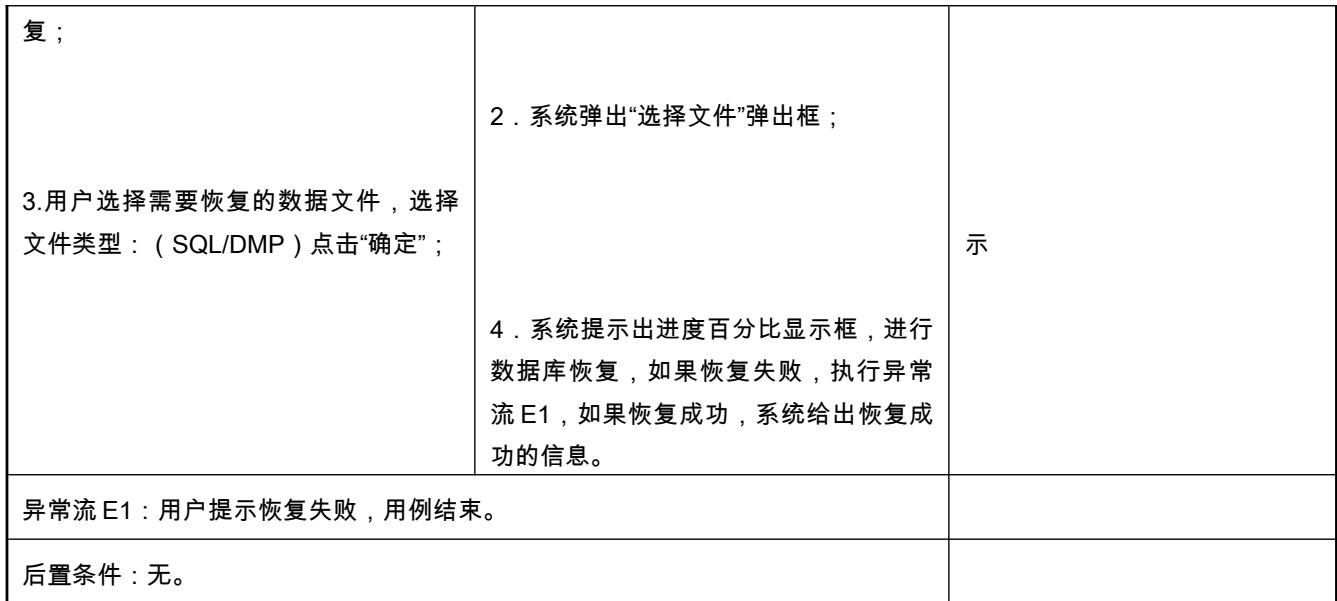 复；
2．系统弹出“选择文件”弹出框；
3.用户选择需要恢复的数据文件，选择
文件类型：（SQL/DMP）点击“确定”；
示
4．系统提示出进度百分比显示框，进行
数据库恢复，如果恢复失败，执行异常
流 E1，如果恢复成功，系统给出恢复成
功的信息。
异常流 E1：用户提示恢复失败，用例结束。
后置条件：无。